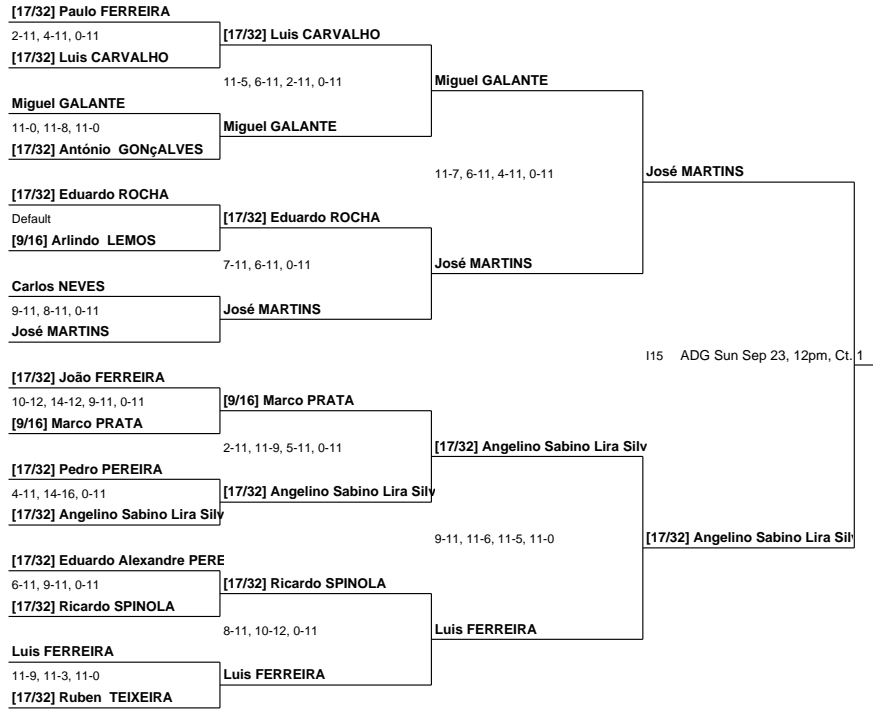 [17/32] Paulo FERREIRA
2-11, 4-11, 0-11
[17/32] Luis CARVALHO
[17/32] Luis CARVALHO
11-5, 6-11, 2-11, 0-11
Miguel GALANTE
Miguel GALANTE
11-0, 11-8, 11-0
Miguel GALANTE
[17/32] António GONçALVES
11-7, 6-11, 4-11, 0-11
José MARTINS
[17/32] Eduardo ROCHA
Default
[17/32] Eduardo ROCHA
[9/16] Arlindo LEMOS
7-11, 6-11, 0-11
José MARTINS
Carlos NEVES
9-11, 8-11, 0-11
José MARTINS
José MARTINS
I15 ADG Sun Sep 23, 12pm, Ct. 1
[17/32] João FERREIRA
10-12, 14-12, 9-11, 0-11
[9/16] Marco PRATA
[9/16] Marco PRATA
2-11, 11-9, 5-11, 0-11
[17/32] Angelino Sabino Lira Silv
[17/32] Pedro PEREIRA
4-11, 14-16, 0-11
[17/32] Angelino Sabino Lira Silv
[17/32] Angelino Sabino Lira Silv
9-11, 11-6, 11-5, 11-0
[17/32] Angelino Sabino Lira Silv
[17/32] Eduardo Alexandre PERE
6-11, 9-11, 0-11
[17/32] Ricardo SPINOLA
[17/32] Ricardo SPINOLA
8-11, 10-12, 0-11
Luis FERREIRA
Luis FERREIRA
11-9, 11-3, 11-0
Luis FERREIRA
[17/32] Ruben TEIXEIRA